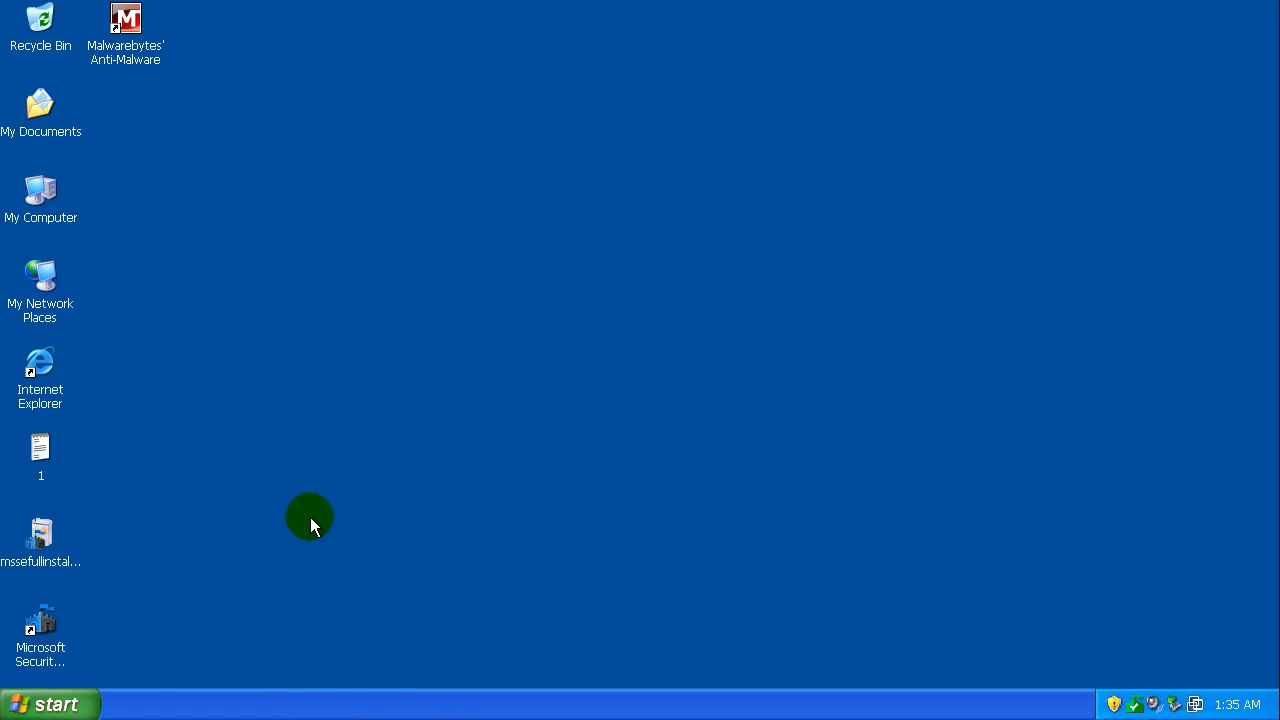 Recycle Bin
Malwarebytes'
Anti-Malware
My Documents
My Computer
My Network
Places
Internet
Explorer
1
mssefullinstal...
Microsoft
Securit...
start
1:35 AM